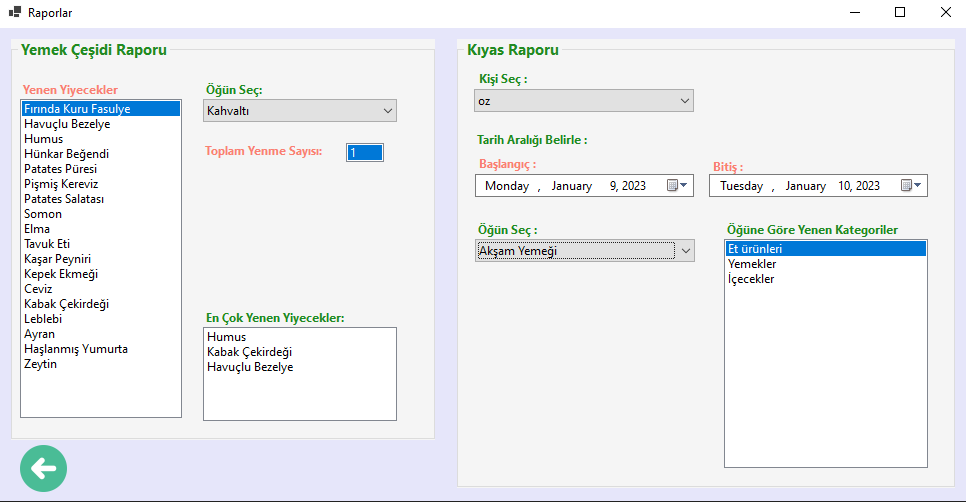 Raporlar
Yemek Çeşidi Raporu
Yenen Yiyecekler
Fırında Kuru Fasulye
Havuçlu Bezelye
Humus
Hünkar Beğendi
Patates Püresi
Pişmiş Kereviz
Patates Salatası
Somon
Elma
Tavuk Eti
Kaşar Peyniri
Kepek Ekmeği
Ceviz
Kabak Çekirdeği
Leblebi
Ayran
Haşlanmış Yumurta
Zeytin
Öğün Seç:
Kahvaltı
Toplam Yenme Sayısı: 1
En Çok Yenen Yiyecekler:
Humus
Kabak Çekirdeği
Havuçlu Bezelye
Kıyas Raporu
Kişi Seç :
oz
Tarih Aralığı Belirle :
Başlangıç :
Monday , January 9, 2023
Bitiş :
Tuesday , January 10, 2023
Öğün Seç :
Akşam Yemeği
Öğüne Göre Yenen Kategoriler
Et ürünleri
Yemekler
İçecekler